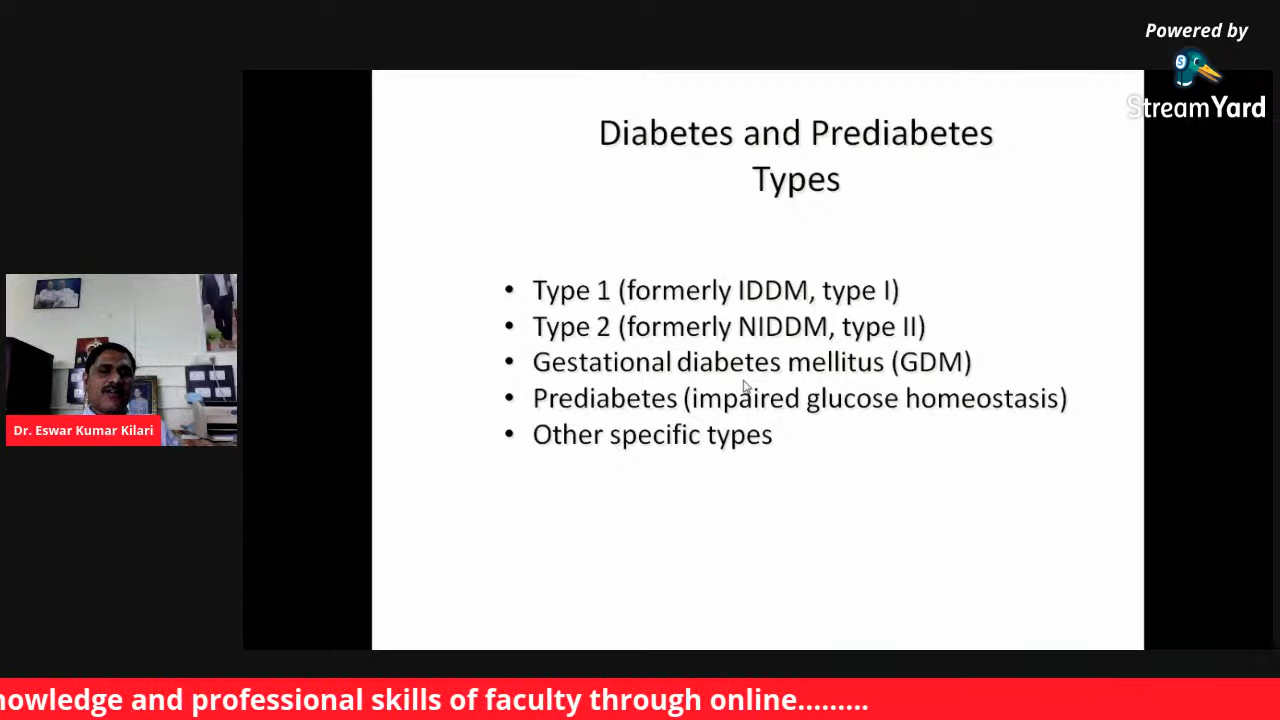 Powered by
StreamYard
Diabetes and Prediabetes
Types
• Type 1 (formerly IDDM, type I)
• Type 2 (formerly NIDDM, type II)
• Gestational diabetes mellitus (GDM)
• Prediabetes (impaired glucose homeostasis)
• Other specific types
Dr. Eswar Kumar Kilari
nowledge and professional skills of faculty through online.........